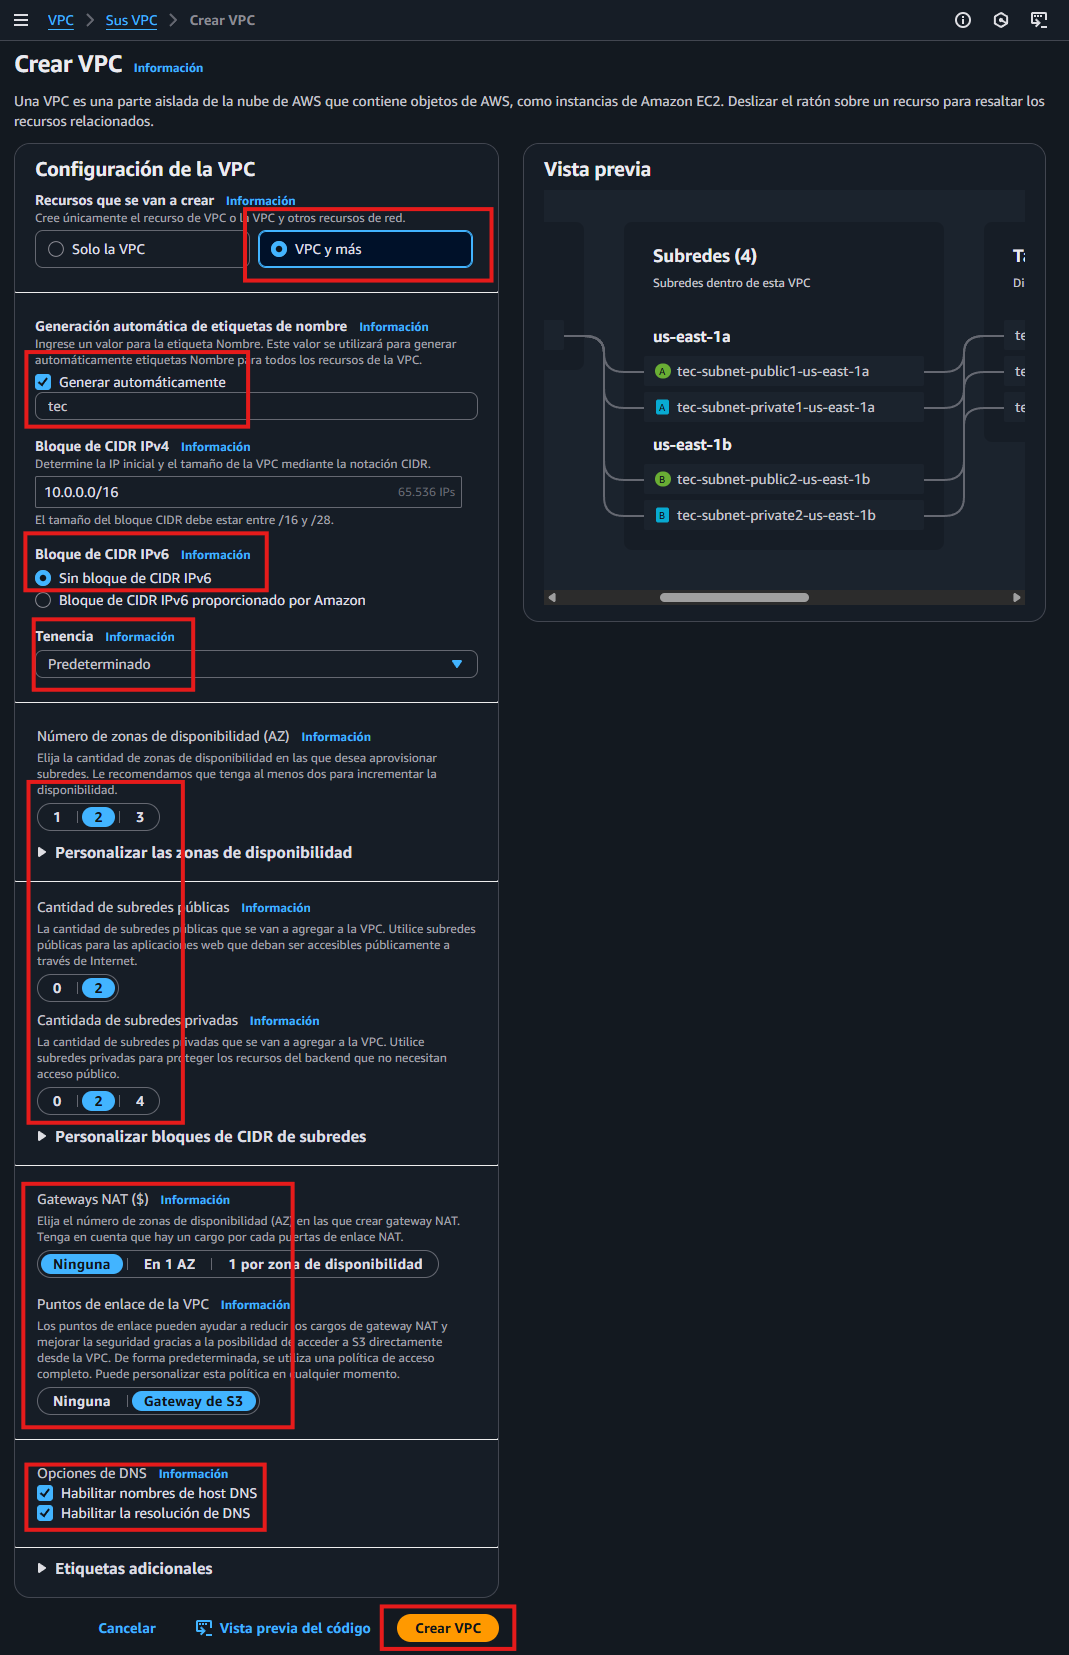 VPC > Sus VPC > Crear VPC
Crear VPC Información
Una VPC es una parte aislada de la nube de AWS que contiene objetos de AWS, como instancias de Amazon EC2. Deslizar el ratón sobre un recurso para resaltar los
recursos relacionados.
Configuración de la VPC
Recursos que se van a crear Información
Cree únicamente el recurso de VPC o la VPC y otros recursos de red.
Solo la VPC
VPC y más
Generación automática de etiquetas de nombre Información
Ingrese un valor para la etiqueta Nombre. Este valor se utilizará para generar
automáticamente etiquetas Nombre para todos los recursos de la VPC.
Generar automáticamente
tec
Bloque de CIDR IPv4 Información
Determine la IP inicial y el tamaño de la VPC mediante la notación CIDR.
10.0.0.0/16 65.536 IPs
El tamaño del bloque CIDR debe estar entre /16 y /28.
Bloque de CIDR IPv6 Información
Sin bloque de CIDR IPv6
Bloque de CIDR IPv6 proporcionado por Amazon
Tenencia Información
Predeterminado
Número de zonas de disponibilidad (AZ) Información
Elija la cantidad de zonas de disponibilidad en las que desea aprovisionar
subredes. Le recomendamos que tenga al menos dos para incrementar la
disponibilidad.
1 2 3
Personalizar las zonas de disponibilidad
Cantidad de subredes públicas Información
La cantidad de subredes públicas que se van a agregar a la VPC. Utilice subredes
públicas para las aplicaciones web que deban ser accesibles públicamente a
través de Internet.
0 2
Cantidada de subredes privadas Información
La cantidad de subredes privadas que se van a agregar a la VPC. Utilice
subredes privadas para proteger los recursos del backend que no necesitan
acceso público.
0 2 4
Personalizar bloques de CIDR de subredes
Gateways NAT ($) Información
Elija el número de zonas de disponibilidad (AZ) en las que crear gateway NAT.
Tenga en cuenta que hay un cargo por cada puertas de enlace NAT.
Ninguna En 1 AZ 1 por zona de disponibilidad
Puntos de enlace de la VPC Información
Los puntos de enlace pueden ayudar a reducir los cargos de gateway NAT y
mejorar la seguridad gracias a la posibilidad de acceder a S3 directamente
desde la VPC. De forma predeterminada, se utiliza una política de acceso
completo. Puede personalizar esta política en cualquier momento.
Ninguna Gateway de S3
Opciones de DNS Información
Habilitar nombres de host DNS
Habilitar la resolución de DNS
Etiquetas adicionales
Cancelar
Vista previa del código
Crear VPC
Vista previa
Subredes (4)
Subredes dentro de esta VPC
us-east-1a
A tec-subnet-public1-us-east-1a
A tec-subnet-private1-us-east-1a
us-east-1b
B tec-subnet-public2-us-east-1b
B tec-subnet-private2-us-east-1b
Di
te
te
te